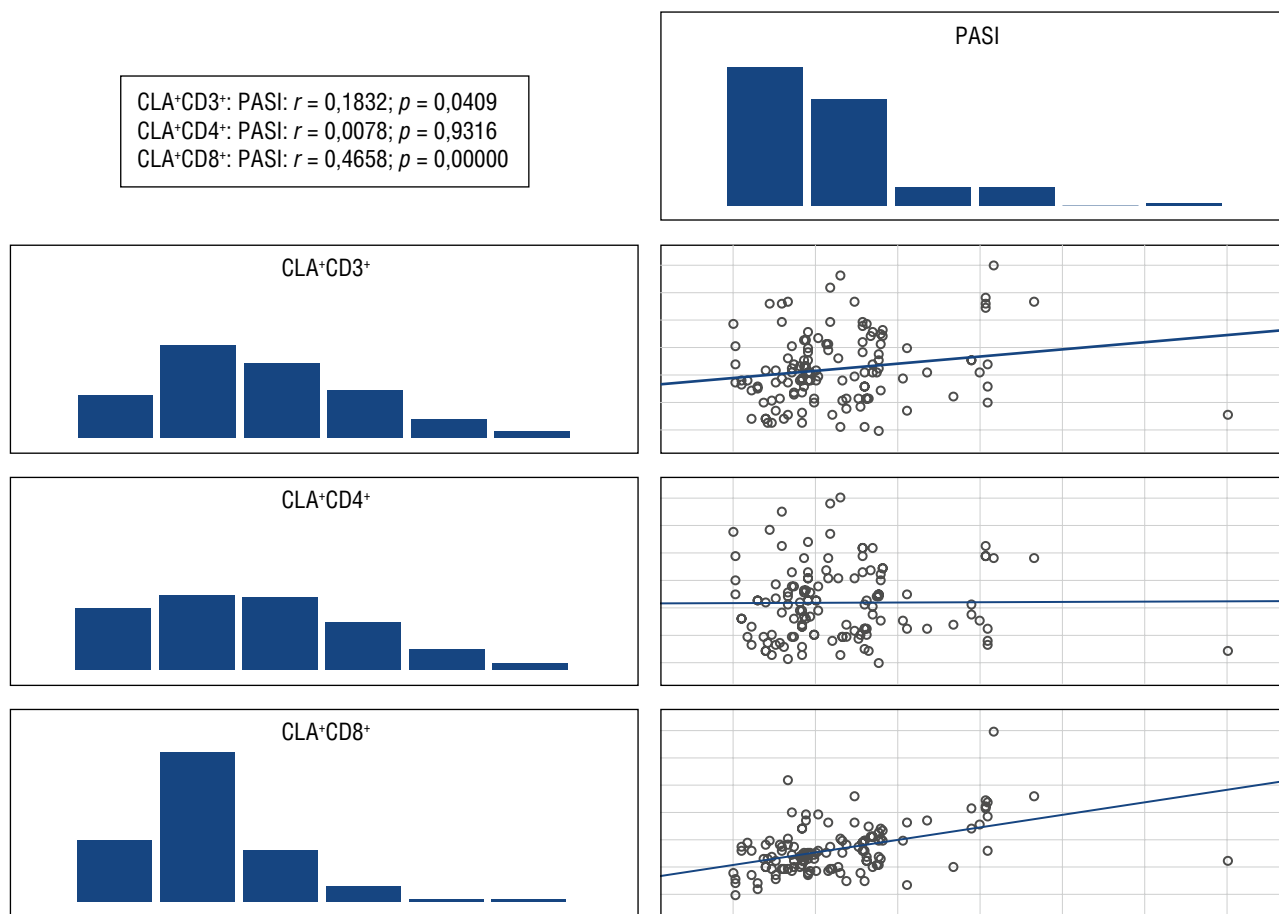 PASI
CLA⁺CD3⁺: PASI: r = 0,1832; p = 0,0409
CLA⁺CD4⁺: PASI: r = 0,0078; p = 0,9316
CLA⁺CD8⁺: PASI: r = 0,4658; p = 0,00000
CLA⁺CD3⁺
CLA⁺CD4⁺
CLA⁺CD8⁺